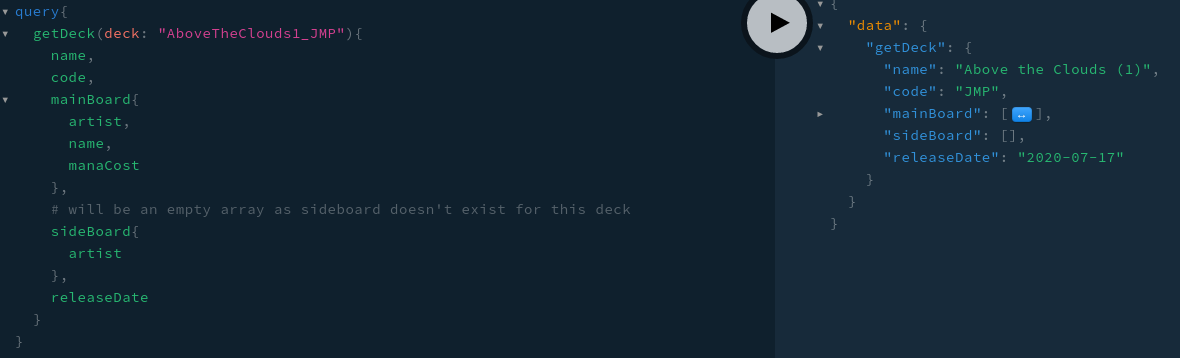 query{
getDeck(deck: "AboveTheClouds1_JMP"){
name,
code,
mainBoard{
artist,
name,
manaCost
},
# will be an empty array as sideboard doesn't exist for this deck
sideBoard{
artist
},
releaseDate
}
}
{
"data": {
"getDeck": {
"name": "Above the Clouds (1)",
"code": "JMP",
"mainBoard": [↔],
"sideBoard": [],
"releaseDate": "2020-07-17"
}
}
}